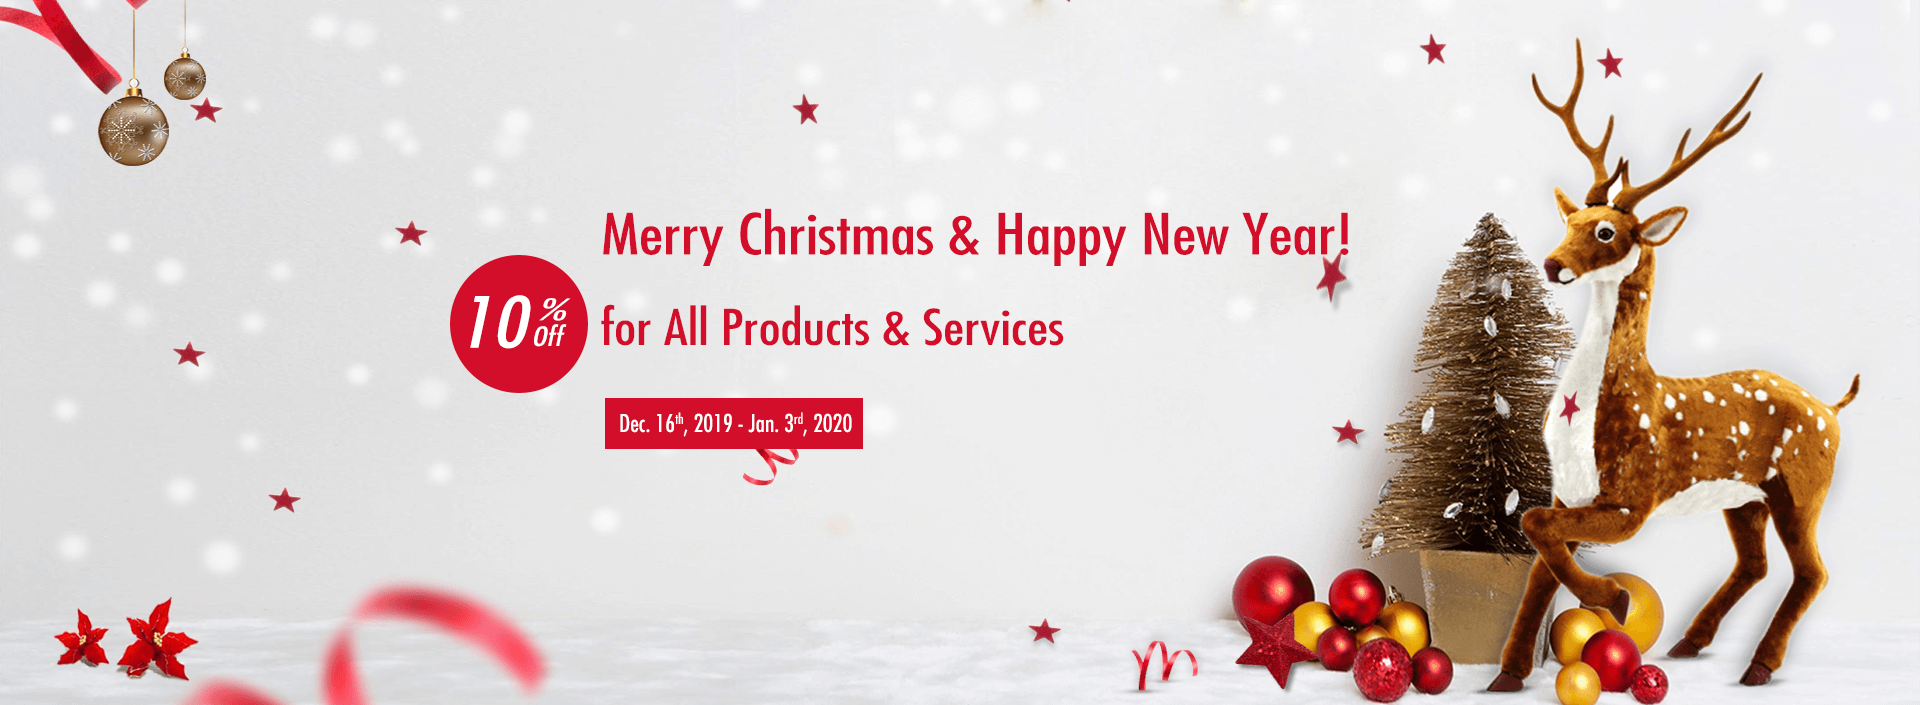 Merry Christmas & Happy New Year!
10% Off for All Products & Services
Dec. 16th, 2019 - Jan. 3rd, 2020